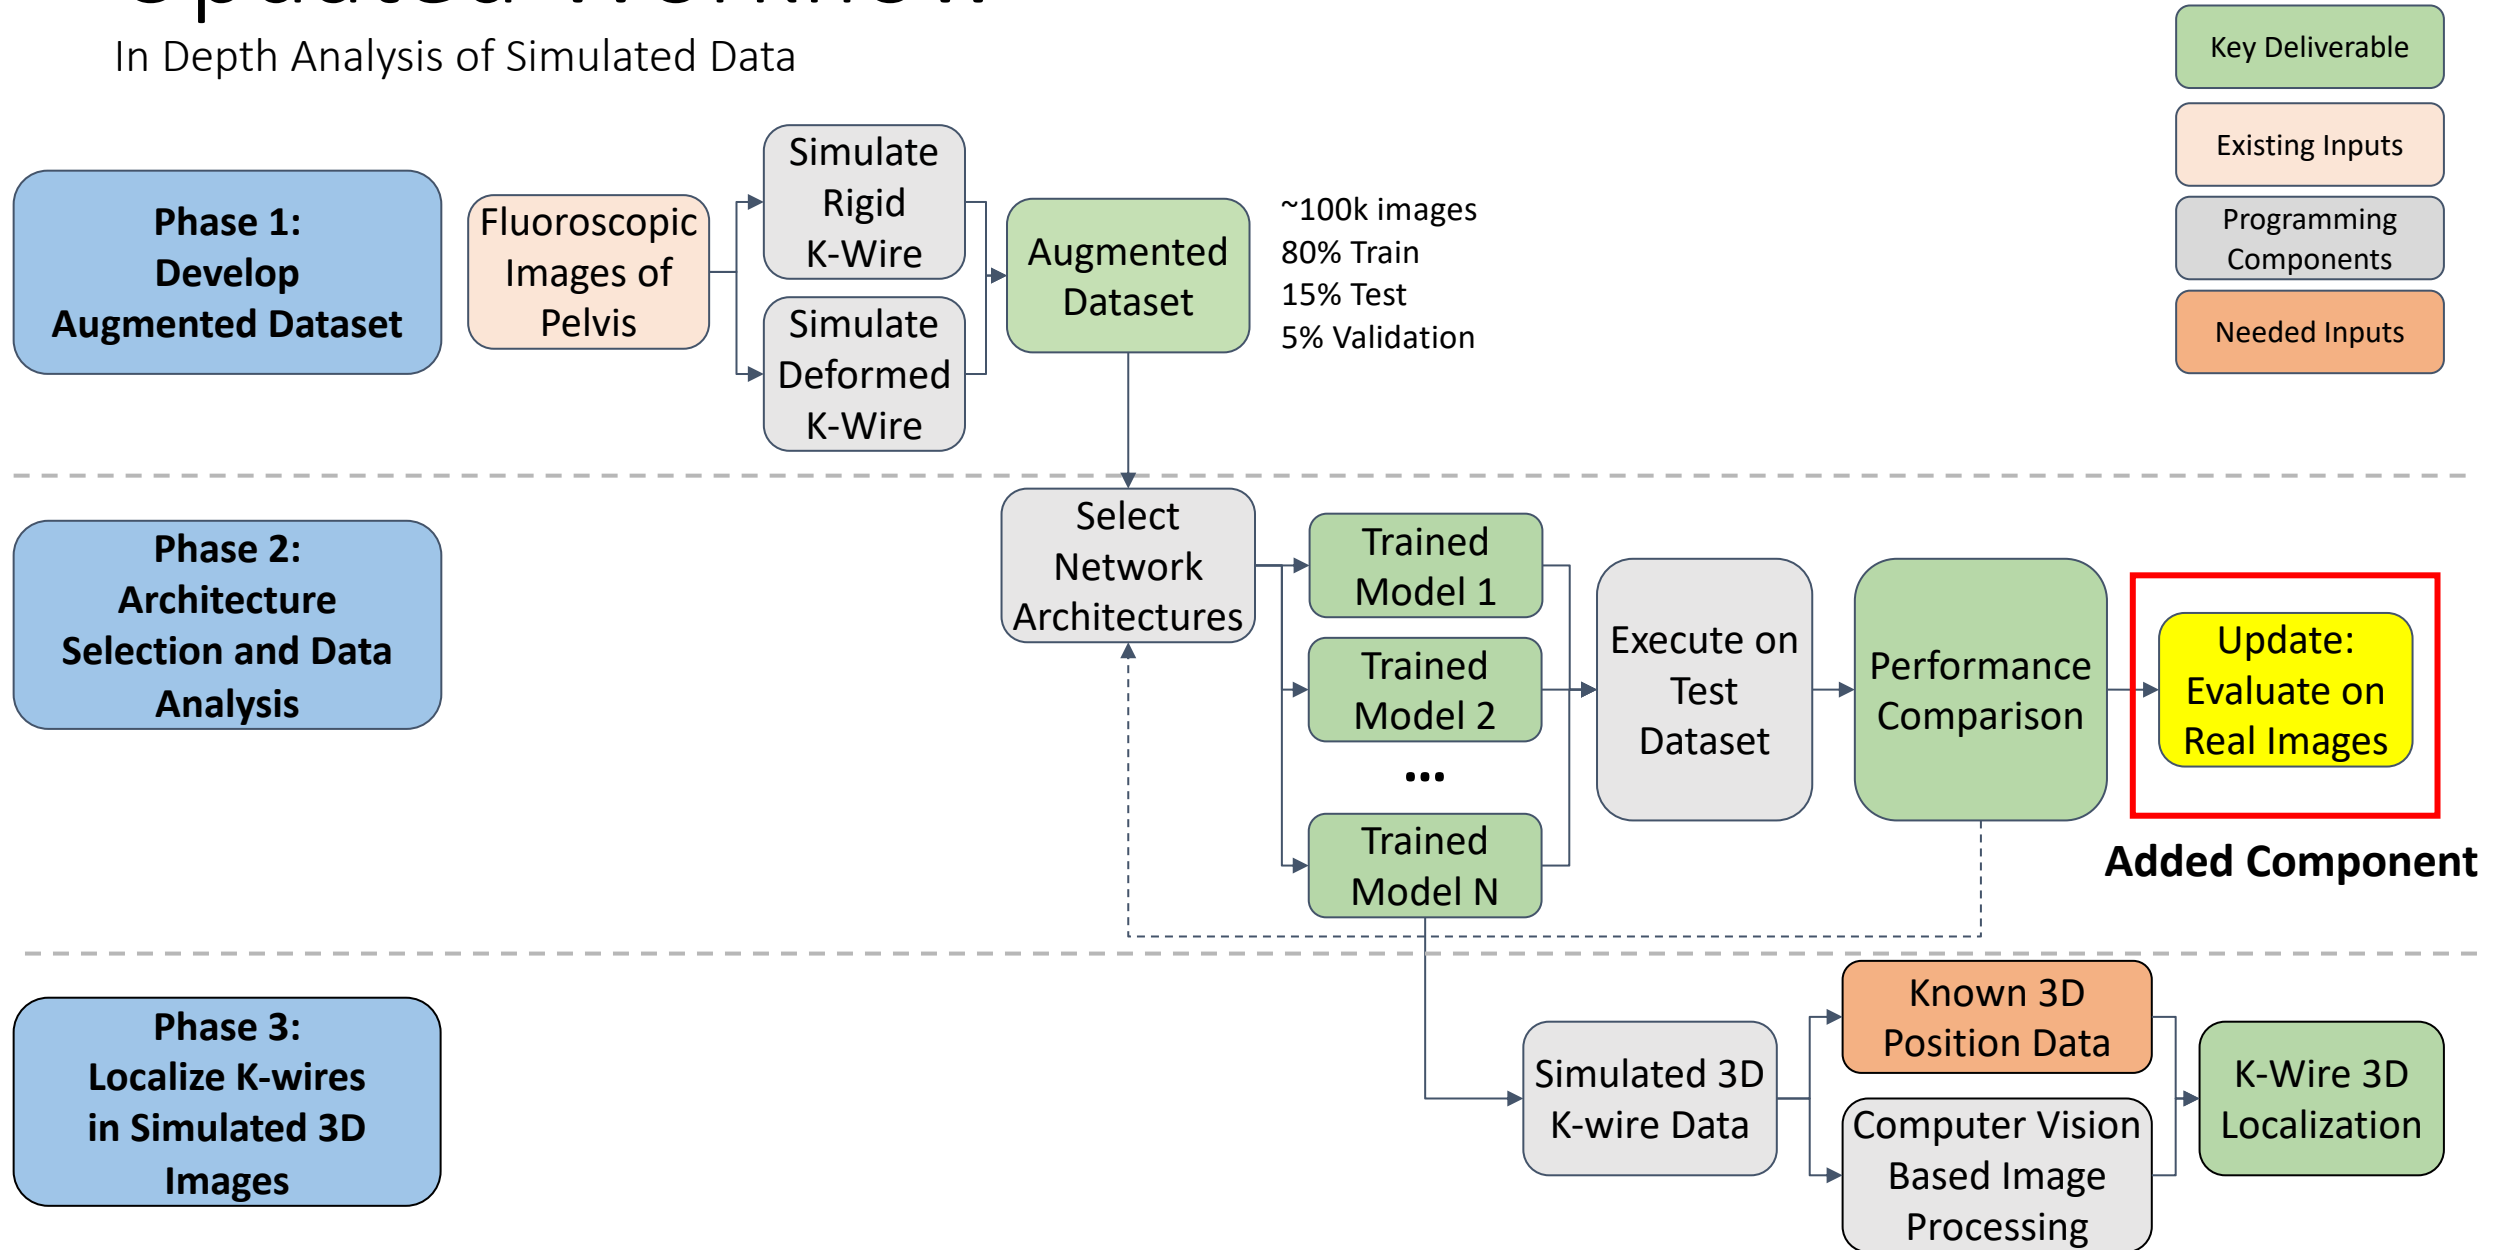 Updated Workflow
In Depth Analysis of Simulated Data
Key Deliverable
Existing Inputs
Programming
Components
Needed Inputs
Phase 1:
Develop
Augmented Dataset
Fluoroscopic
Images of
Pelvis
Simulate
Rigid
K-Wire
Simulate
Deformed
K-Wire
Augmented
Dataset
~100k images
80% Train
15% Test
5% Validation
Phase 2:
Architecture
Selection and Data
Analysis
Select
Network
Architectures
Trained
Model 1
Trained
Model 2
...
Trained
Model N
Execute on
Test
Dataset
Performance
Comparison
Update:
Evaluate on
Real Images
Added Component
Phase 3:
Localize K-wires
in Simulated 3D
Images
Simulated 3D
K-wire Data
Known 3D
Position Data
Computer Vision
Based Image
Processing
K-Wire 3D
Localization